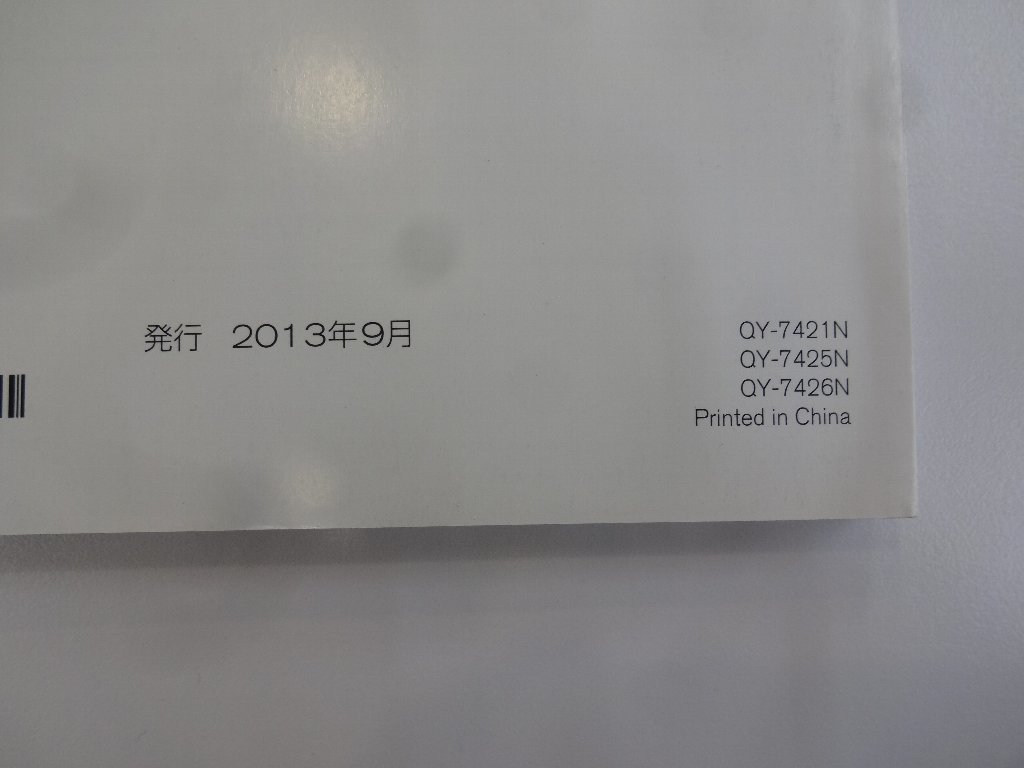 発行 2013年9月
QY-7421N
QY-7425N
QY-7426N
Printed in China